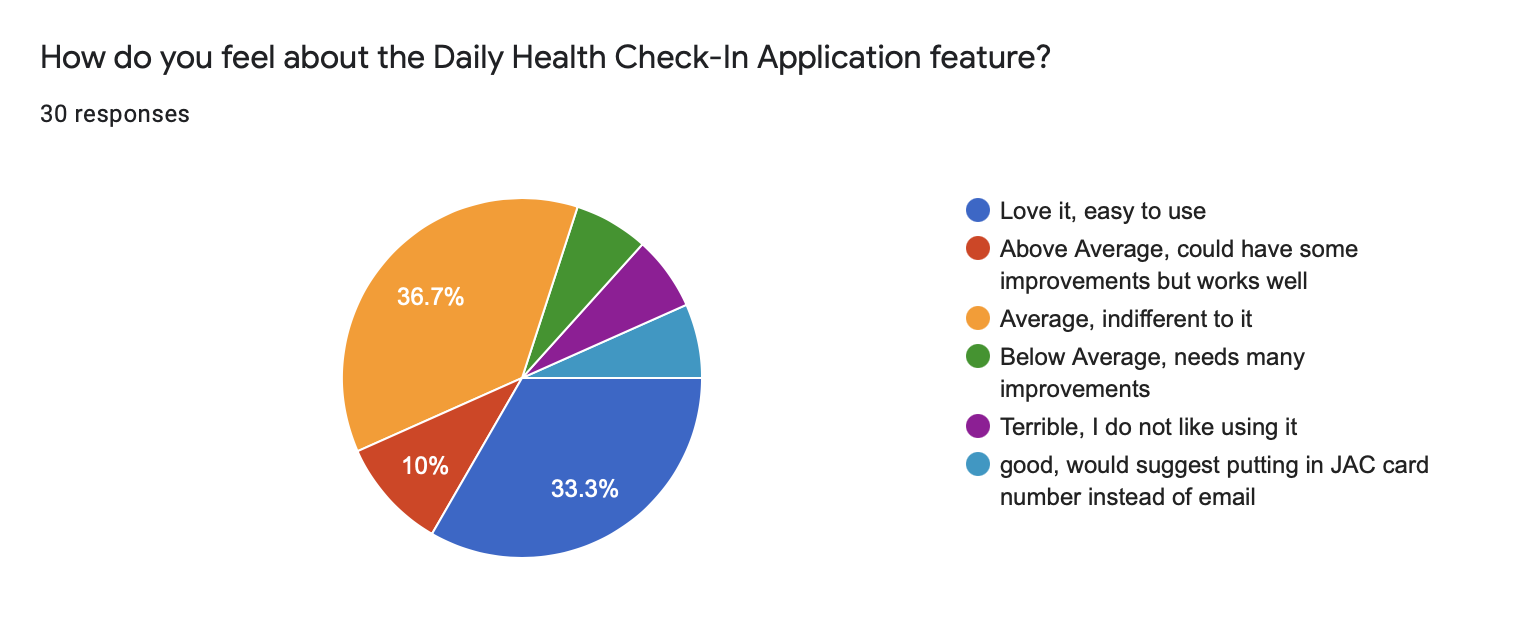 How do you feel about the Daily Health Check-In Application feature?
30 responses
36.7%
10%
33.3%
Love it, easy to use
Above Average, could have some
improvements but works well
Average, indifferent to it
Below Average, needs many
improvements
Terrible, I do not like using it
good, would suggest putting in JAC card
number instead of email